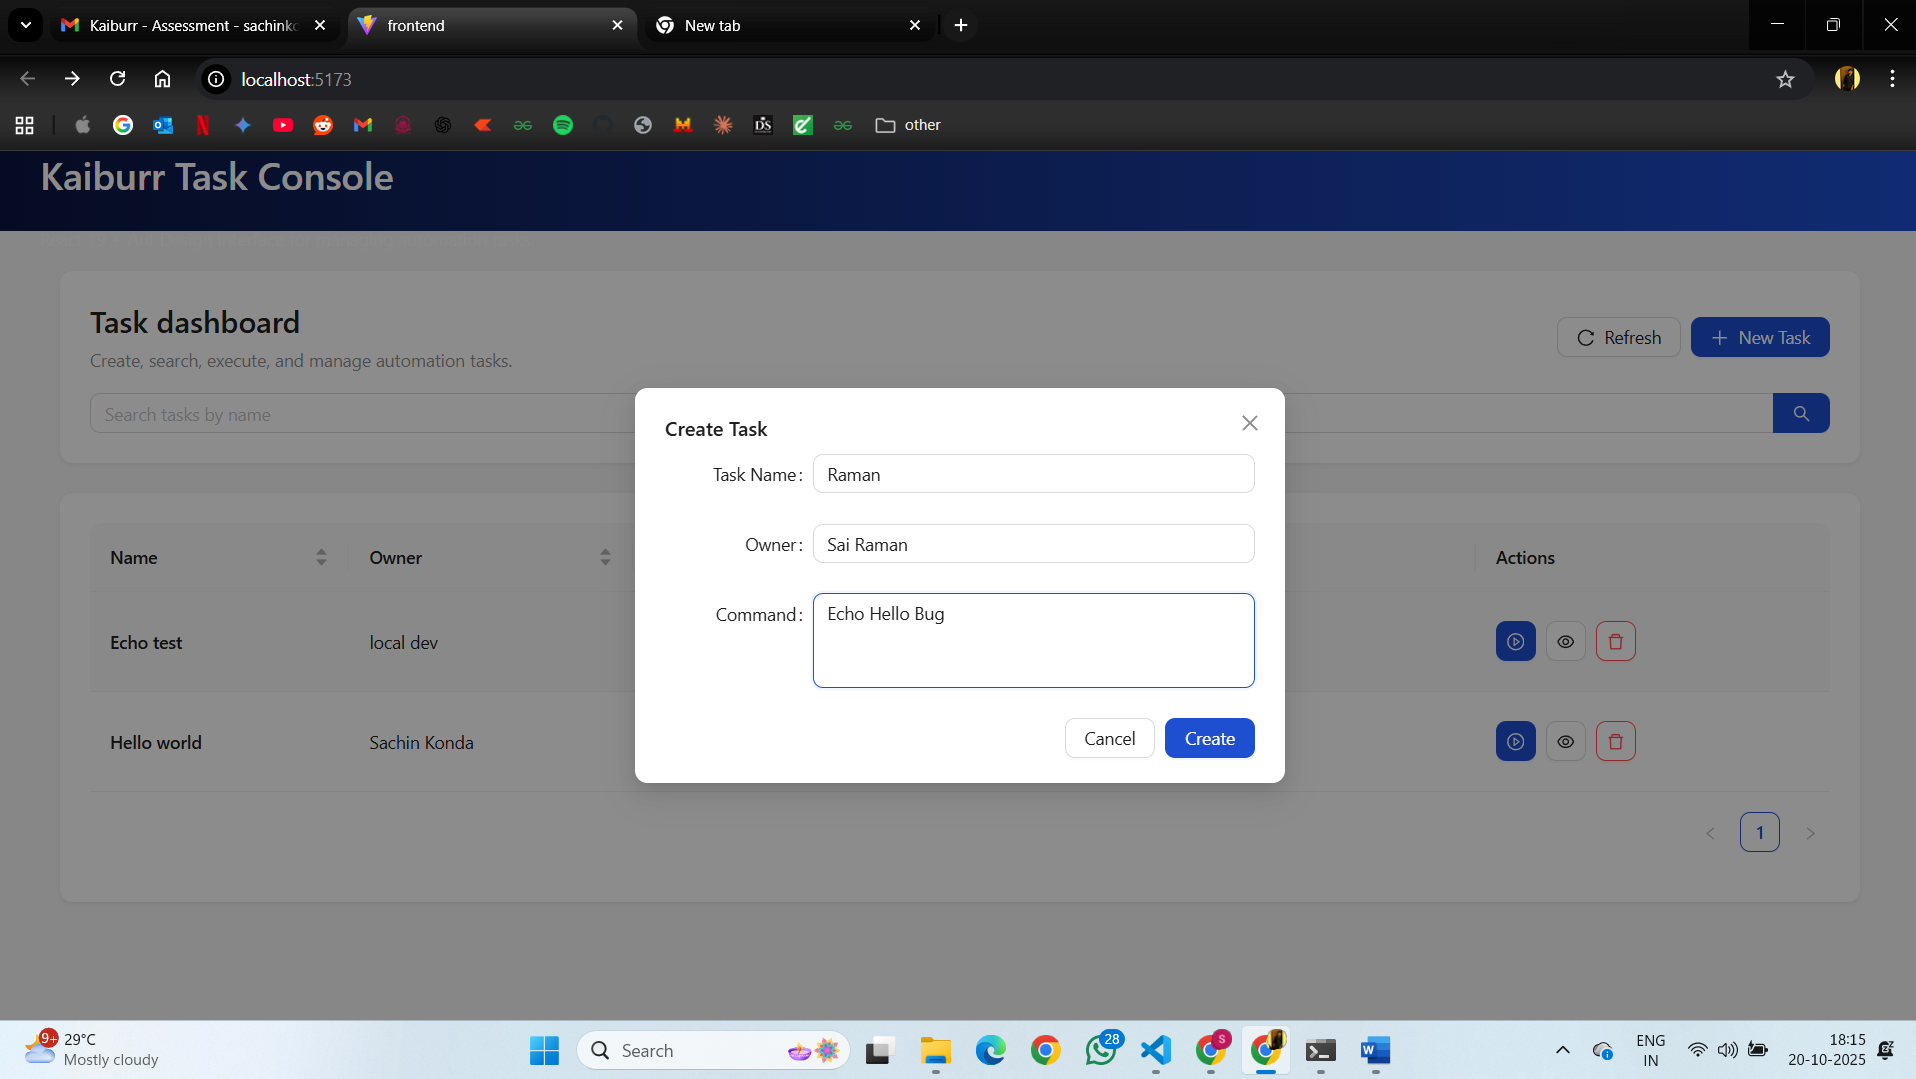 Kaiburr - Assessment - sachinko
frontend
New tab
localhost:5173
other
Kaiburr Task Console
Task dashboard
Create, search, execute, and manage automation tasks.
Refresh
New Task
Search tasks by name
Create Task
Task Name:
Raman
Owner:
Sai Raman
Command:
Echo Hello Bug
Cancel
Create
Name
Owner
Actions
Echo test
local dev
Hello world
Sachin Konda
1
9+
29°C
Mostly cloudy
Search
28
S
ENG
IN
18:15
20-10-2025